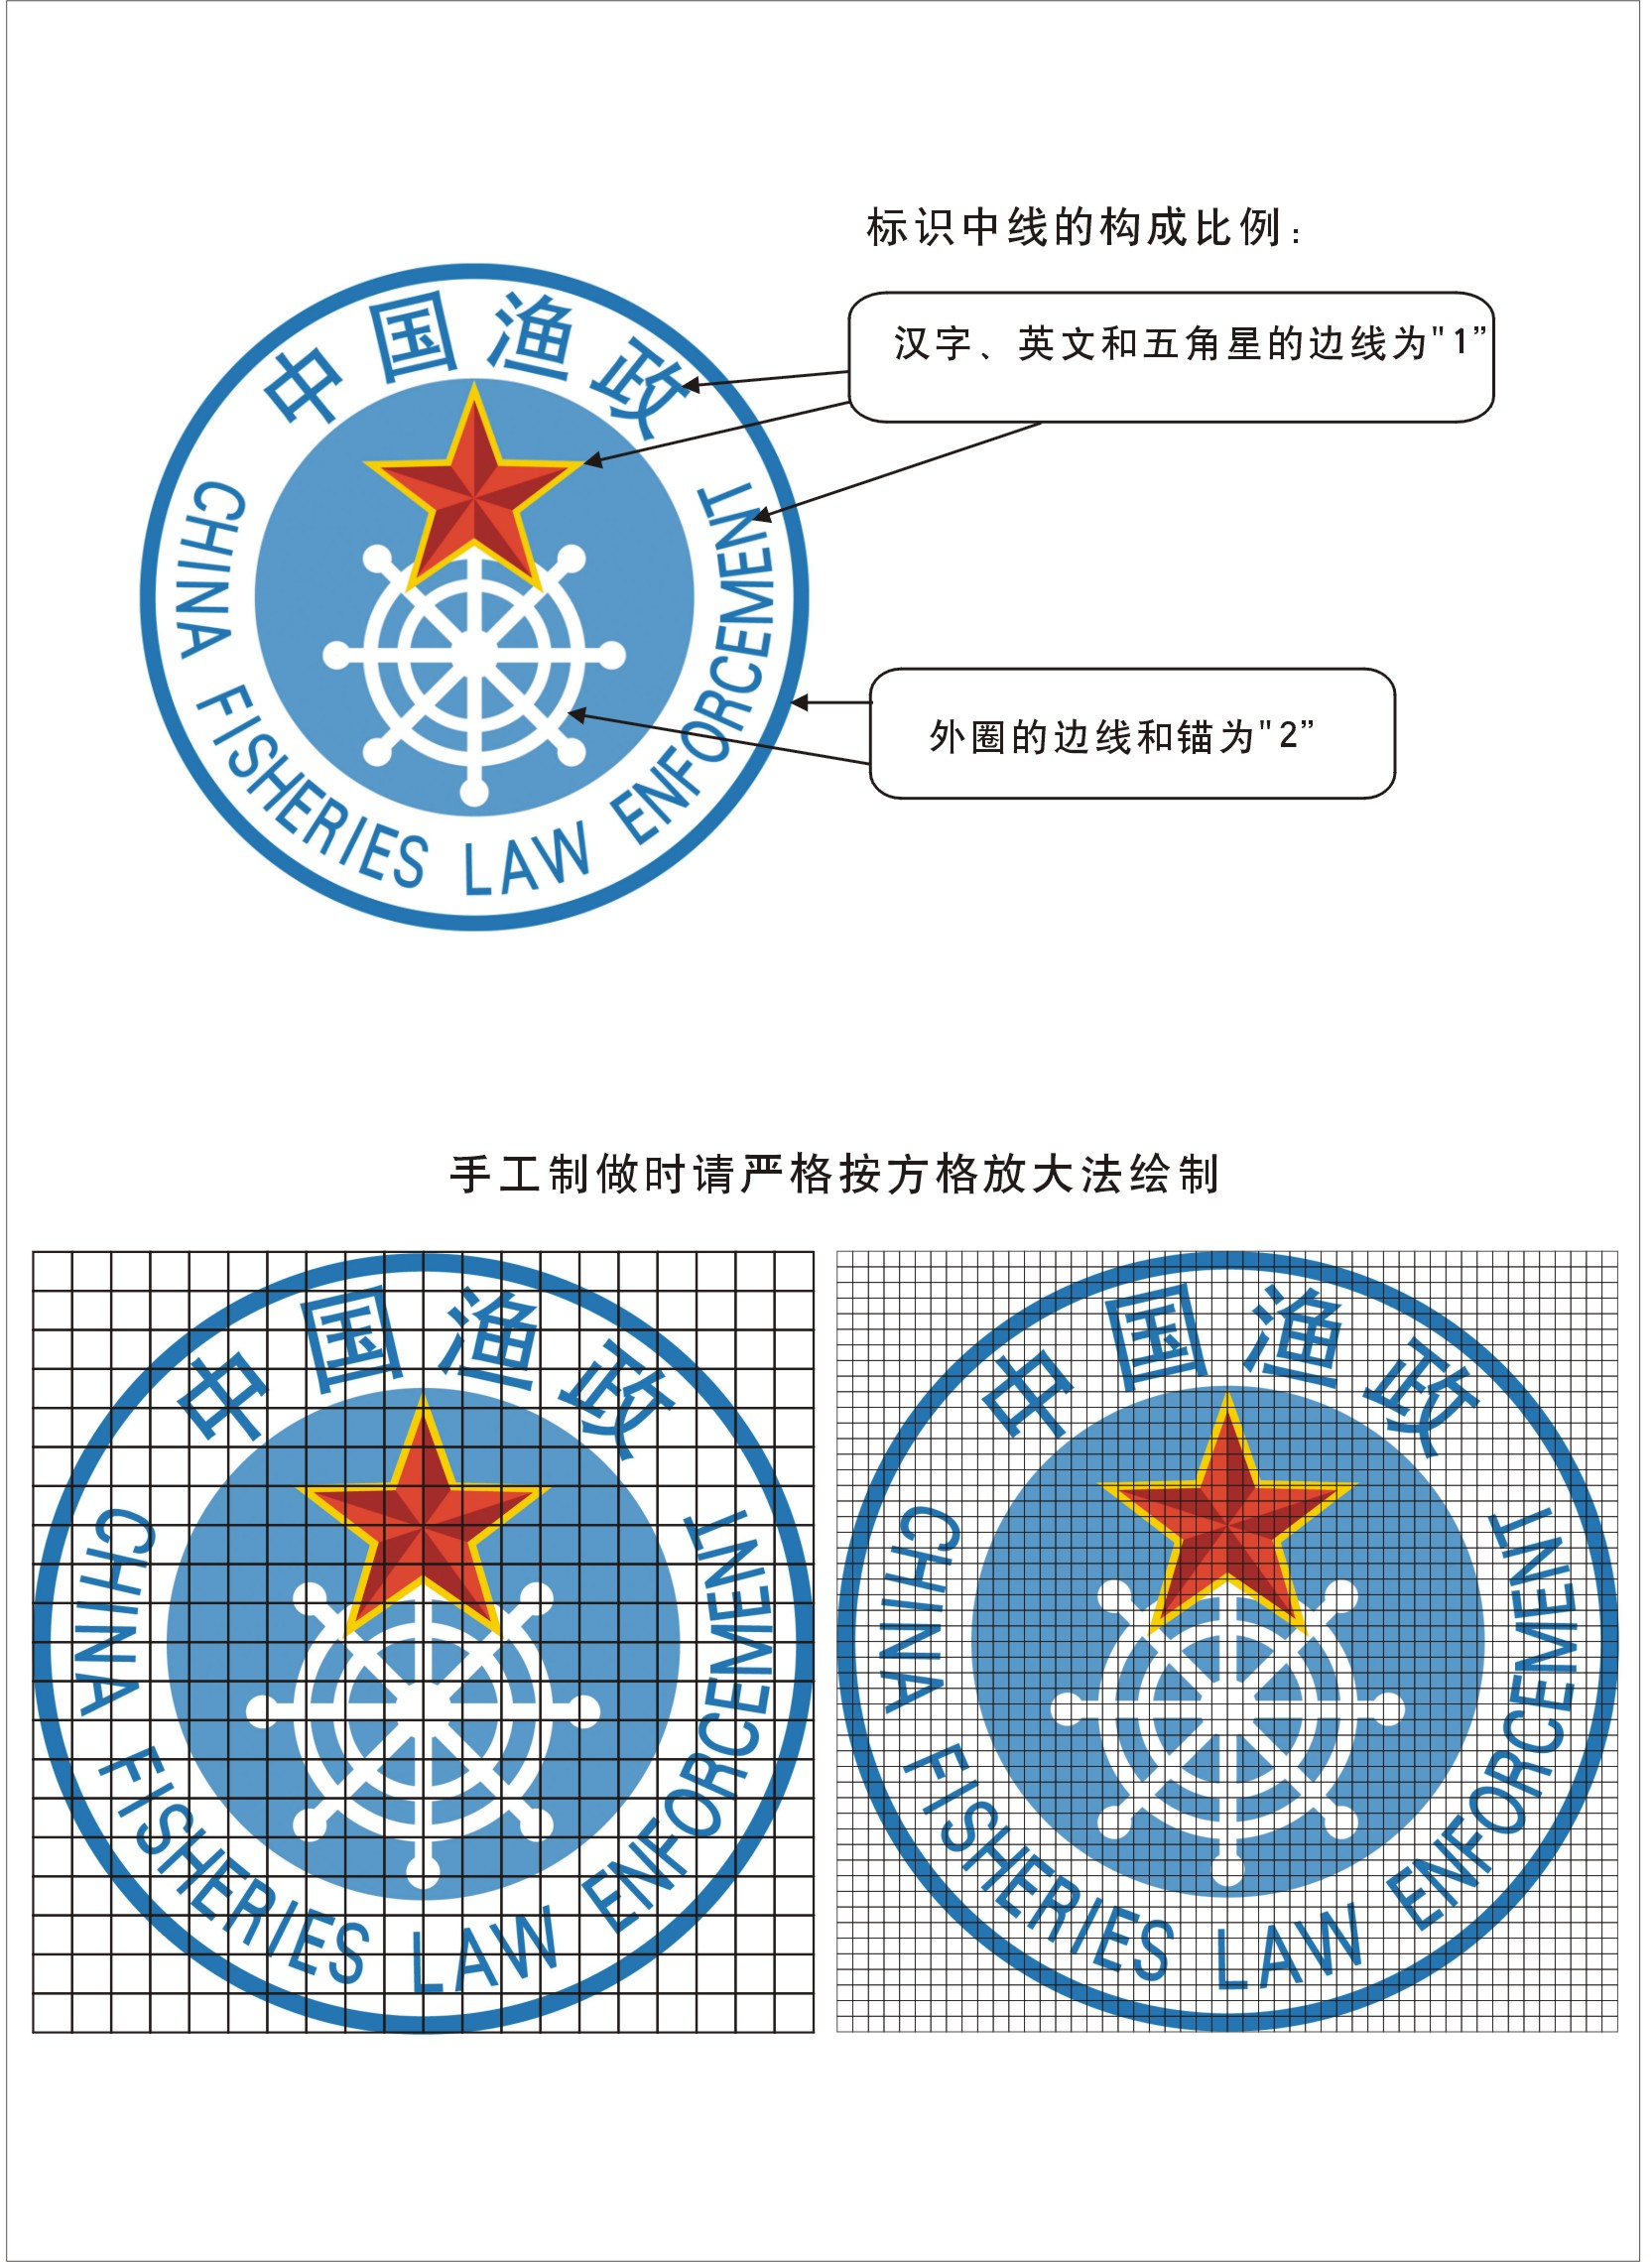 标识中线的构成比例：
中国渔政
汉字、英文和五角星的边线为"1”
CHINA FISHERIES LAW ENFORCEMENT
外圈的边线和锚为"2”
手工制做时请严格按方格放大法绘制
中国渔政
CHINA FISHERIES LAW ENFORCEMENT
中国渔政
CHINA FISHERIES LAW ENFORCEMENT